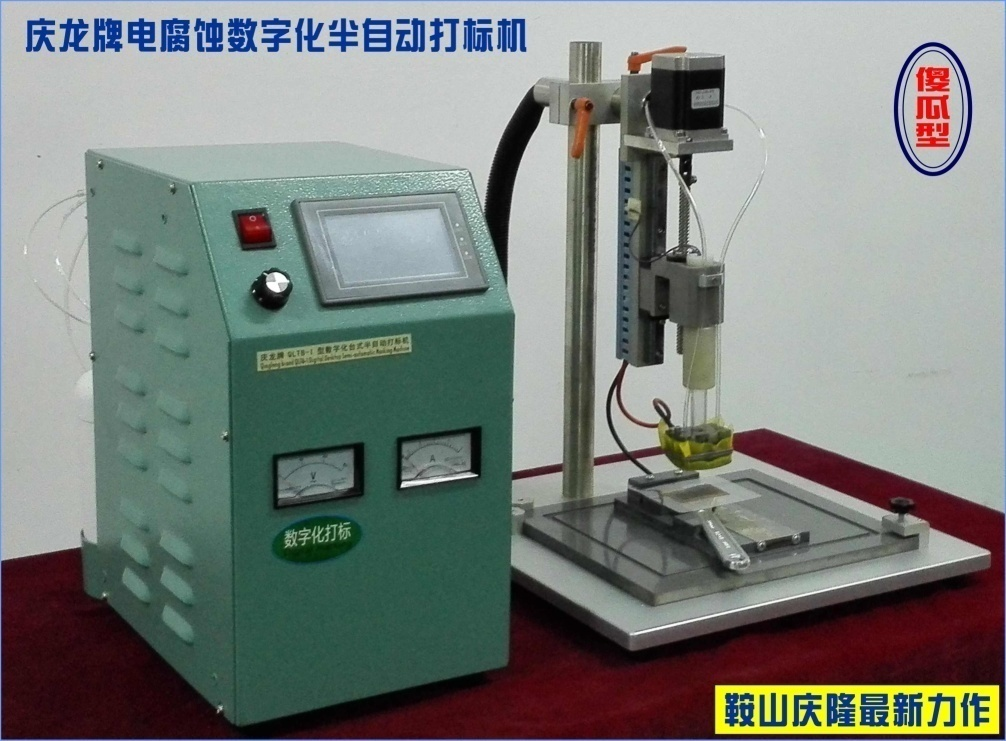 庆龙牌电腐蚀数字化半自动打标机
傻瓜型
庆龙牌 QLTB-1 型数字化台式半自动打标机
V
A
数字化打标
鞍山庆隆最新力作